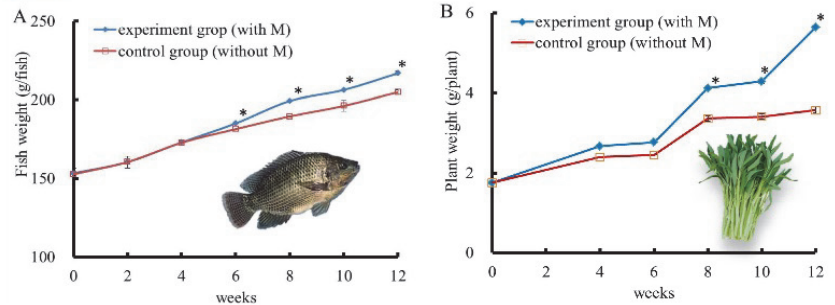 A
experiment grop (with M)
control group (without M)
Fish weight (g/fish)
250
200
150
100
*
*
*
*
0 2 4 6 8 10 12
weeks
B
experiment group (with M)
control group (without M)
Plant weight (g/plant)
6
4
2
0
*
*
*
0 2 4 6 8 10 12
weeks